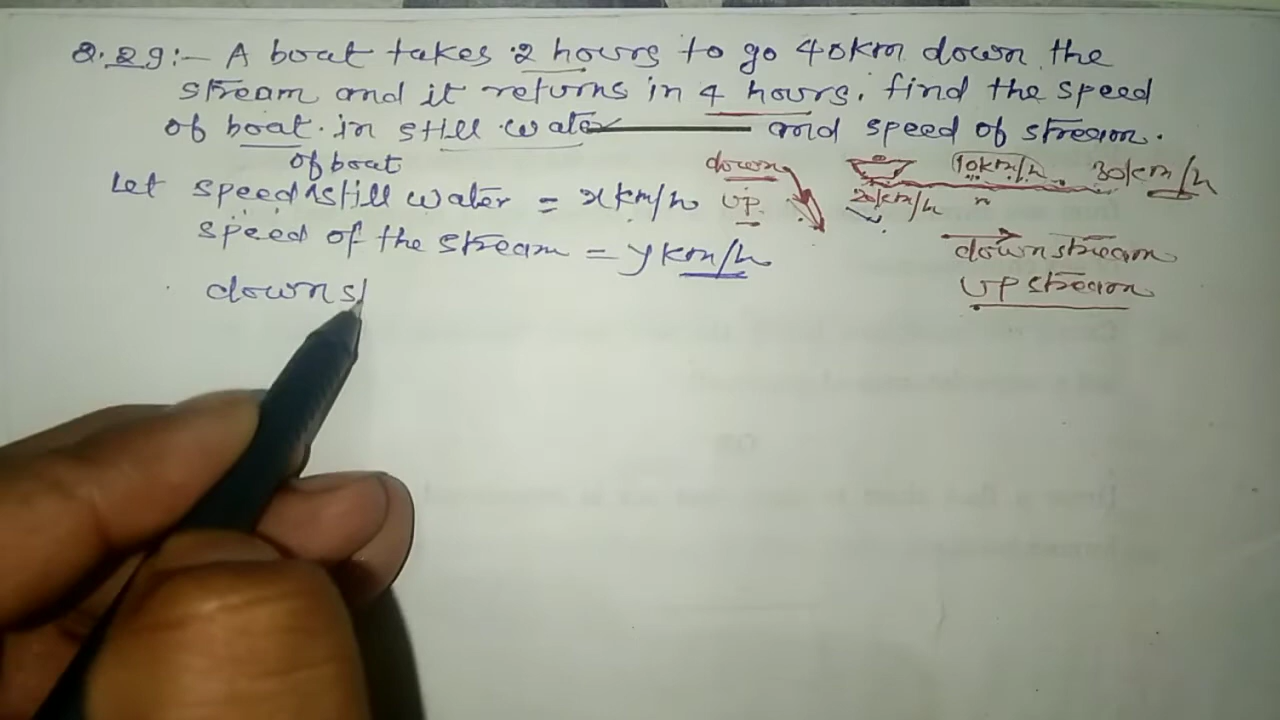 Q.29:- A boat takes 2 hours to go 40km down the
stream and it returns in 4 hours. find the speed
of boat in still water and speed of stream.
of boat
Let speed still water = x km/h
speed of the stream = y km/h
downs
down
up
10km/h
30km/h
20km/h
downstream
upstream